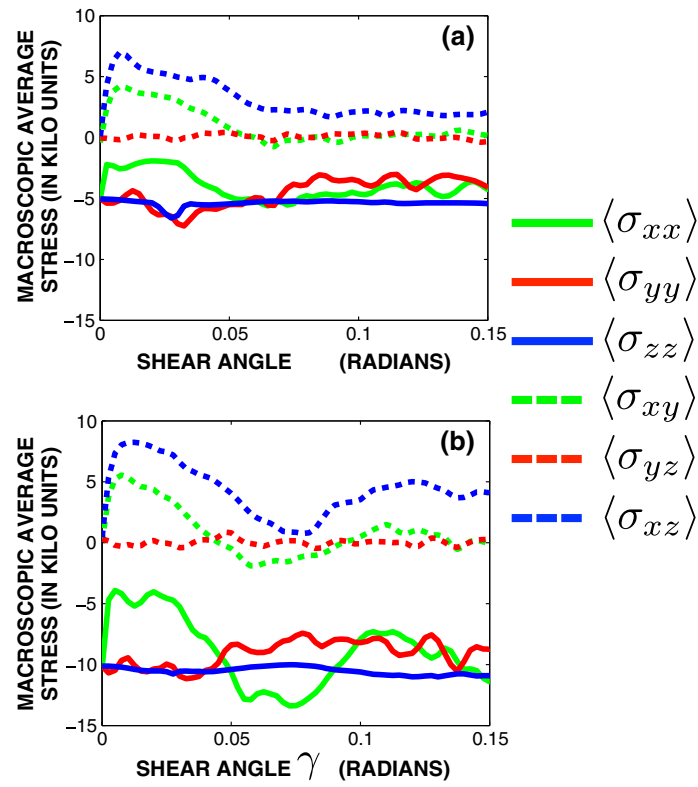 10
(a)
5
0
−5
−10
−15
0
0.05
0.1
0.15
MACROSCOPIC AVERAGE
STRESS (IN KILO UNITS)
SHEAR ANGLE (RADIANS)
10
(b)
5
0
−5
−10
−15
0
0.05
0.1
0.15
MACROSCOPIC AVERAGE
STRESS (IN KILO UNITS)
SHEAR ANGLE γ (RADIANS)
⟨σxx⟩
⟨σyy⟩
⟨σzz⟩
⟨σxy⟩
⟨σyz⟩
⟨σxz⟩